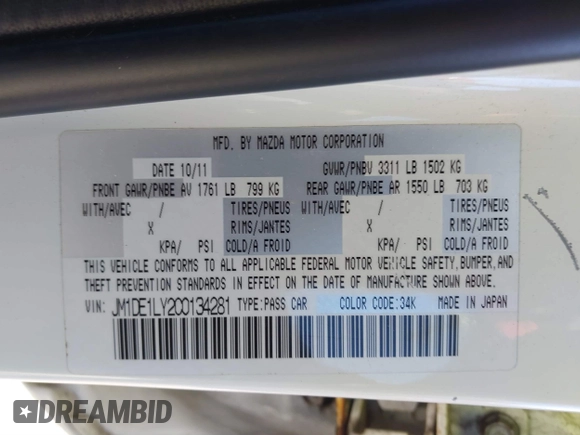 MFD. BY MAZDA MOTOR CORPORATION
DATE 10/11 GVWR/PNBV 3311 LB 1502 KG
FRONT GAWR/PNBE AV 1761 LB 799 KG REAR GAWR/PNBE AR 1550 LB 703 KG
WITH/AVEC / TIRES/PNEUS WITH/AVEC / TIRES/PNEUS
X RIMS/JANTES X RIMS/JANTES
KPA/ PSI COLD/A FROID KPA/ PSI COLD/A FROID
THIS VEHICLE CONFORMS TO ALL APPLICABLE FEDERAL MOTOR VEHICLE SAFETY, BUMPER, AND
THEFT PREVENTION STANDARDS IN EFFECT ON THE DATE OF MANUFACTURE SHOWN ABOVE.
VIN: JM1DE1LY2C0134281 TYPE: PASS CAR COLOR CODE: 34K MADE IN JAPAN
DREAMBID